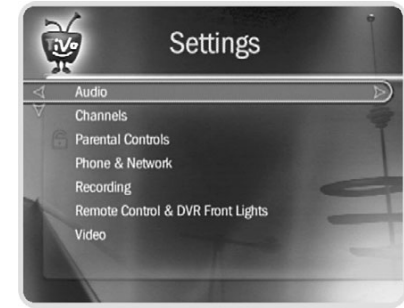 TiVo
Settings
Audio
Channels
Parental Controls
Phone & Network
Recording
Remote Control & DVR Front Lights
Video